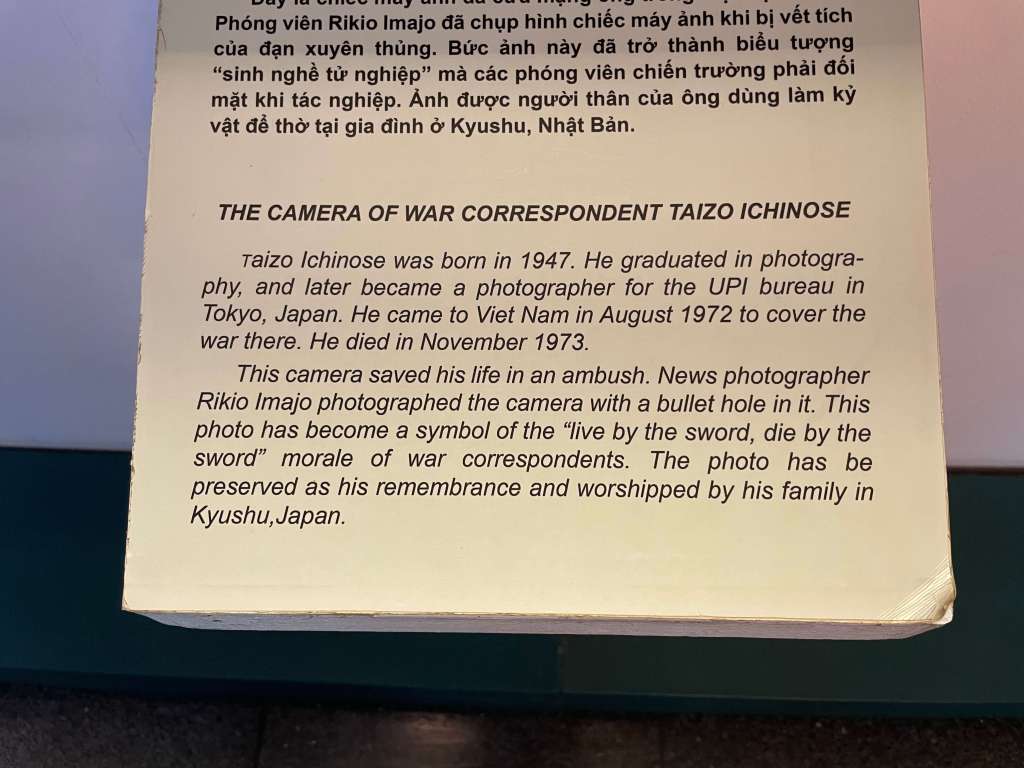 Phóng viên Rikio Imajo đã chụp hình chiếc máy ảnh khi bị vết tích
của đạn xuyên thủng. Bức ảnh này đã trở thành biểu tượng
“sinh nghề tử nghiệp” mà các phóng viên chiến trường phải đối
mặt khi tác nghiệp. Ảnh được người thân của ông dùng làm kỷ
vật để thờ tại gia đình ở Kyushu, Nhật Bản.
THE CAMERA OF WAR CORRESPONDENT TAIZO ICHINOSE
Taizo Ichinose was born in 1947. He graduated in photogra-
phy, and later became a photographer for the UPI bureau in
Tokyo, Japan. He came to Viet Nam in August 1972 to cover the
war there. He died in November 1973.
This camera saved his life in an ambush. News photographer
Rikio Imajo photographed the camera with a bullet hole in it. This
photo has become a symbol of the “live by the sword, die by the
sword” morale of war correspondents. The photo has be
preserved as his remembrance and worshipped by his family in
Kyushu,Japan.